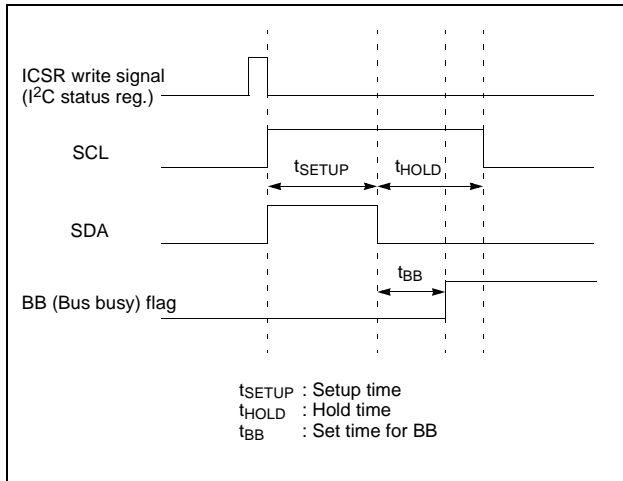 ICSR write signal
(I²C status reg.)
SCL
tSETUP
tHOLD
SDA
tBB
BB (Bus busy) flag
tSETUP : Setup time
tHOLD : Hold time
tBB : Set time for BB